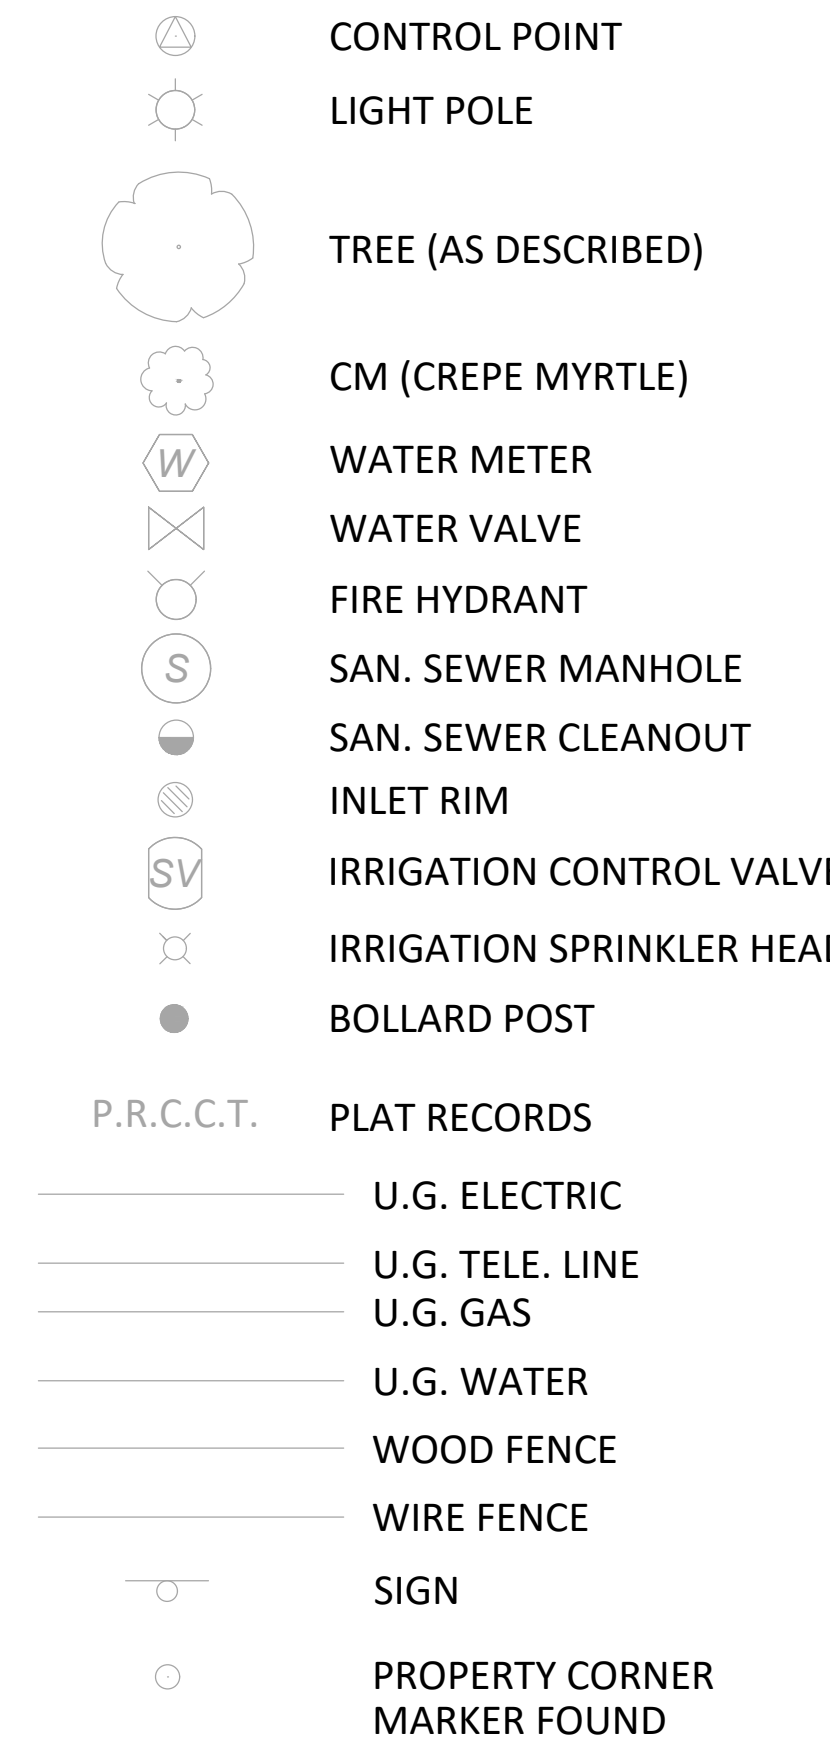 CONTROL POINT
LIGHT POLE
TREE (AS DESCRIBED)
CM (CREPE MYRTLE)
W WATER METER
WATER VALVE
FIRE HYDRANT
S SAN. SEWER MANHOLE
SAN. SEWER CLEANOUT
INLET RIM
SV IRRIGATION CONTROL VALVE
IRRIGATION SPRINKLER HEAD
BOLLARD POST
P.R.C.C.T. PLAT RECORDS
U.G. ELECTRIC
U.G. TELE. LINE
U.G. GAS
U.G. WATER
WOOD FENCE
WIRE FENCE
SIGN
PROPERTY CORNER
MARKER FOUND